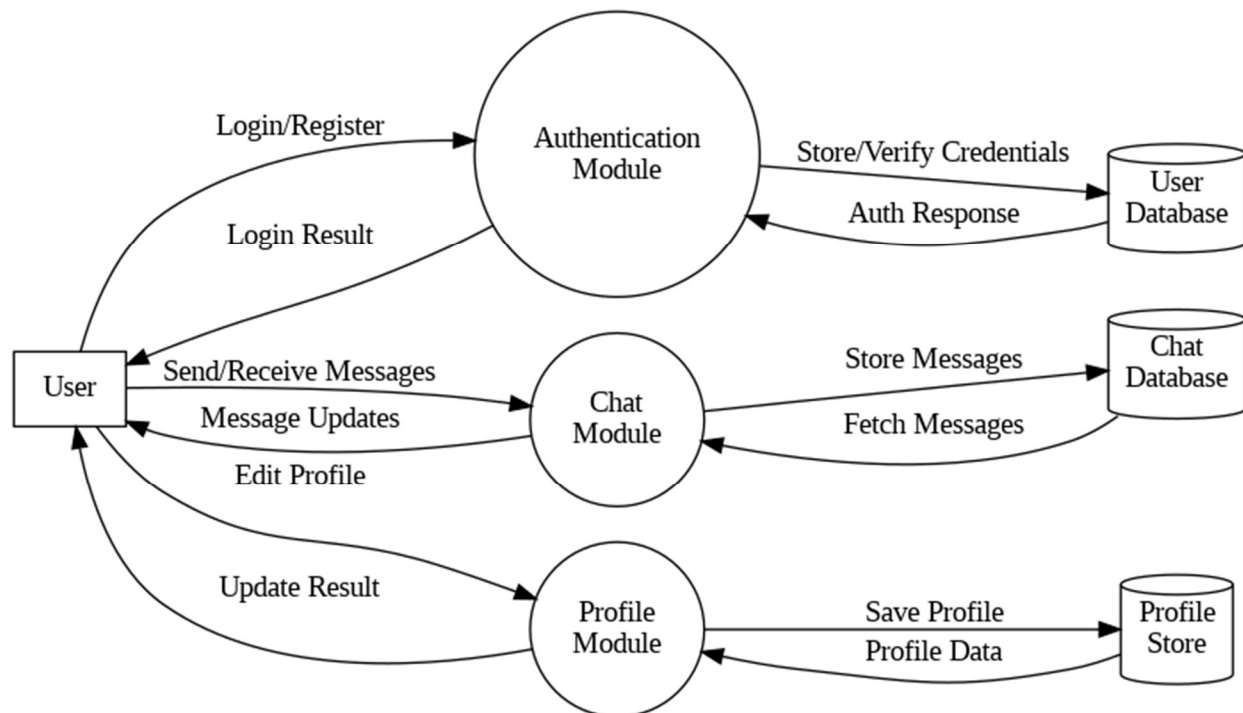 Login/Register
Authentication
Module
Store/Verify Credentials
User
Database
Auth Response
Login Result
User
Send/Receive Messages
Message Updates
Edit Profile
Chat
Module
Store Messages
Fetch Messages
Chat
Database
Update Result
Profile
Module
Save Profile
Profile Data
Profile
Store